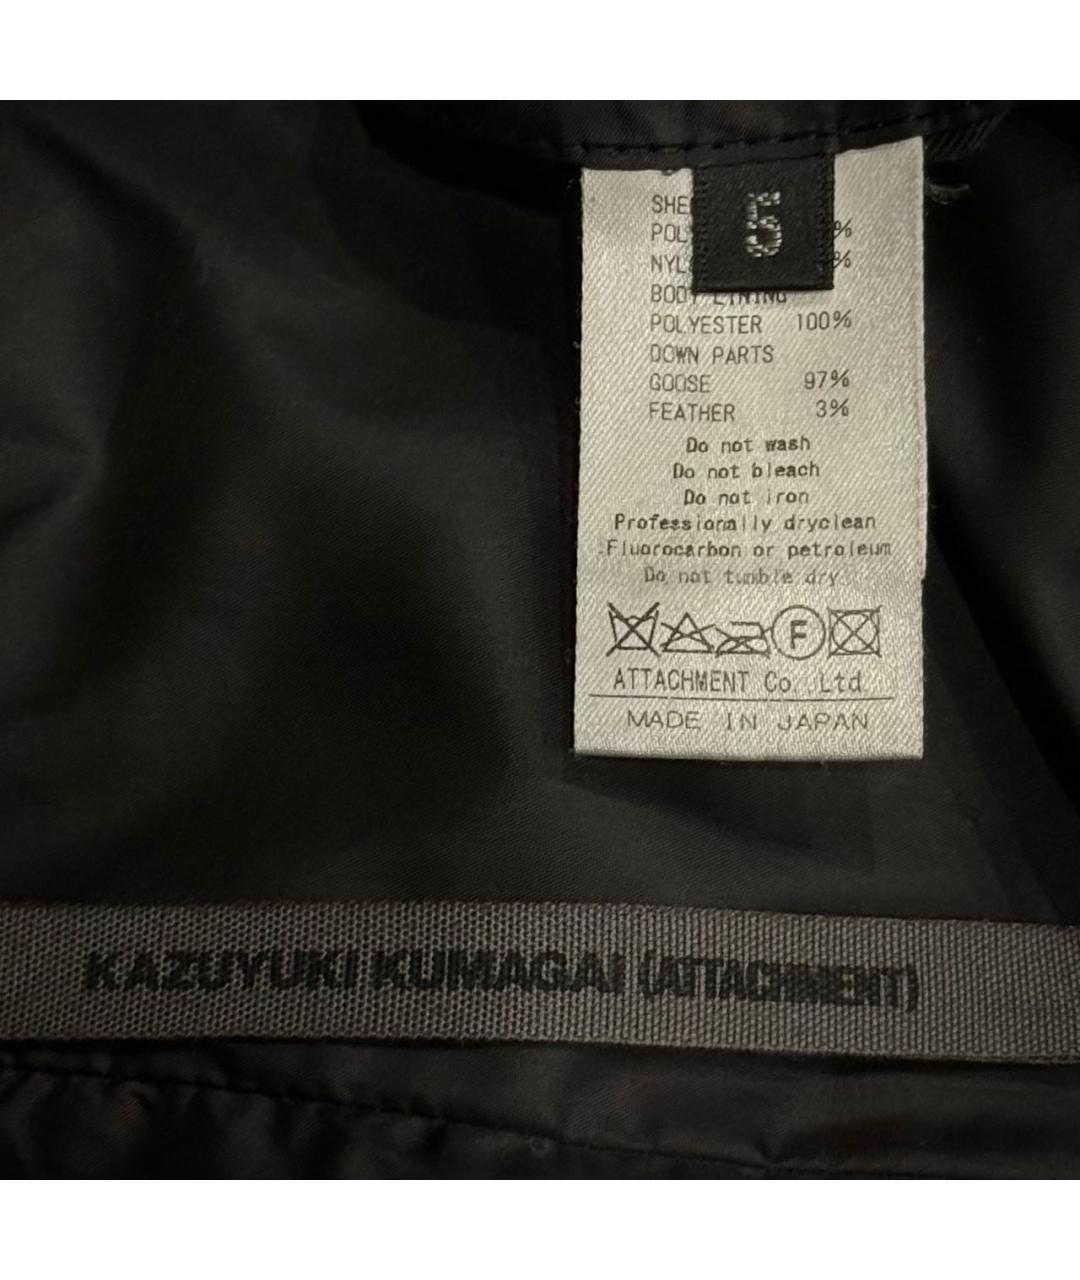 5
BODY LINING
POLYESTER 100%
DOWN PARTS
GOOSE 97%
FEATHER 3%
Do not wash
Do not bleach
Do not iron
Professionally dryclean
Fluorocarbon or petroleum
Do not tumble dry
F
ATTACHMENT Co.,Ltd.
MADE IN JAPAN
KAZUYUKI KUMAGAI (ATTACHMENT)